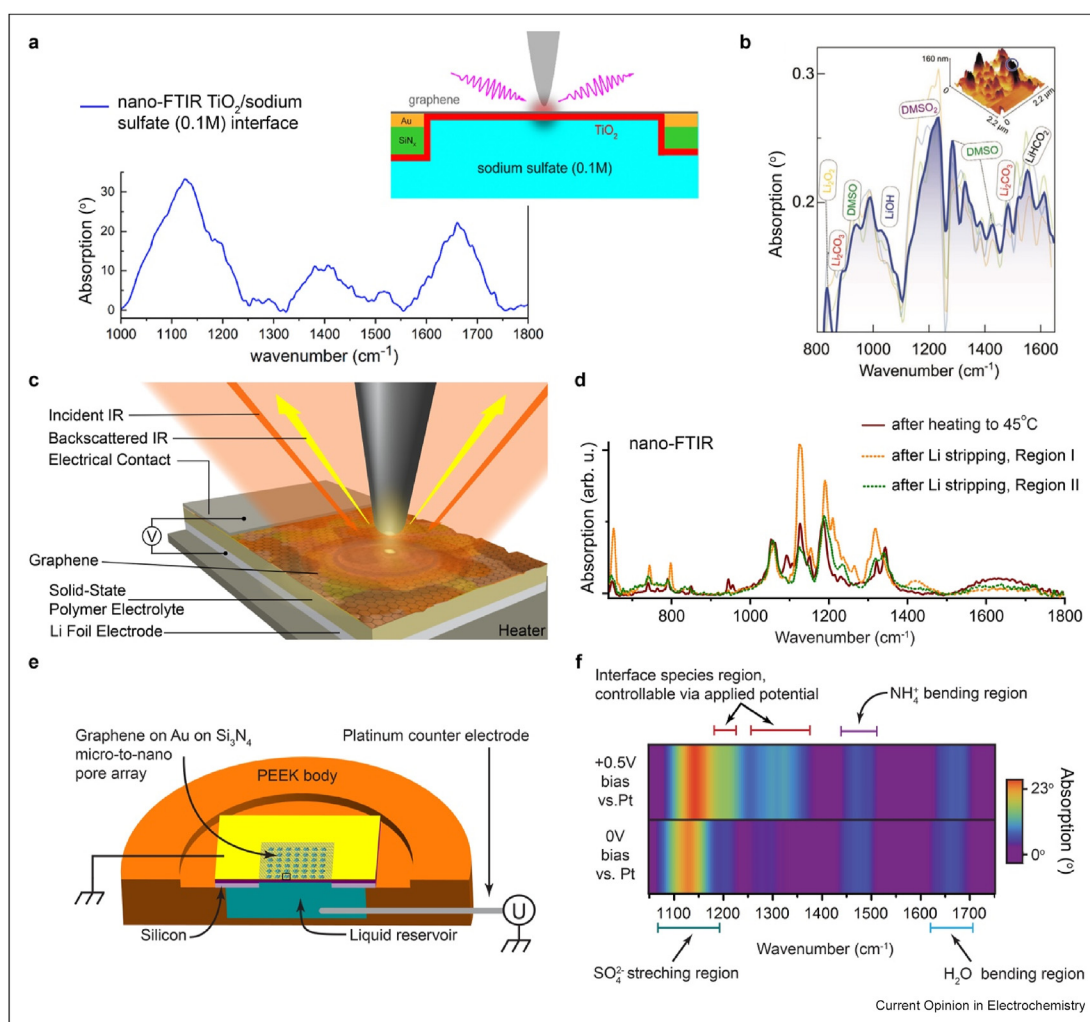 a
nano-FTIR TiO2/sodium
sulfate (0.1M) interface
graphene
Au
SiNx
TiO2
sodium sulfate (0.1M)
Absorption (°)
30
20
10
0
1000 1100 1200 1300 1400 1500 1600 1700 1800
wavenumber (cm-1)
b
160 nm
2.2 μm
2.2 μm
0
0.3
0.2
0.1
Absorption (°)
Li2O2
Li2CO3
DMSO
LiOH
DMSO2
DMSO
Li2CO3
LiHCO2
800 1000 1200 1400 1600
Wavenumber (cm-1)
c
Incident IR
Backscattered IR
Electrical Contact
V
Graphene
Solid-State
Polymer Electrolyte
Li Foil Electrode
Heater
d
nano-FTIR
after heating to 45°C
after Li stripping, Region I
after Li stripping, Region II
Absorption (arb. u.)
800 1000 1200 1400 1600 1800
Wavenumber (cm-1)
e
Graphene on Au on Si3N4
micro-to-nano
pore array
Platinum counter electrode
PEEK body
U
Silicon
Liquid reservoir
f
Interface species region,
controllable via applied potential
NH4+ bending region
+0.5V
bias
vs.Pt
0V
bias
vs. Pt
23°
0°
Absorption (°)
1100 1200 1300 1400 1500 1600 1700
Wavenumber (cm-1)
SO42- streching region
H2O bending region
Current Opinion in Electrochemistry